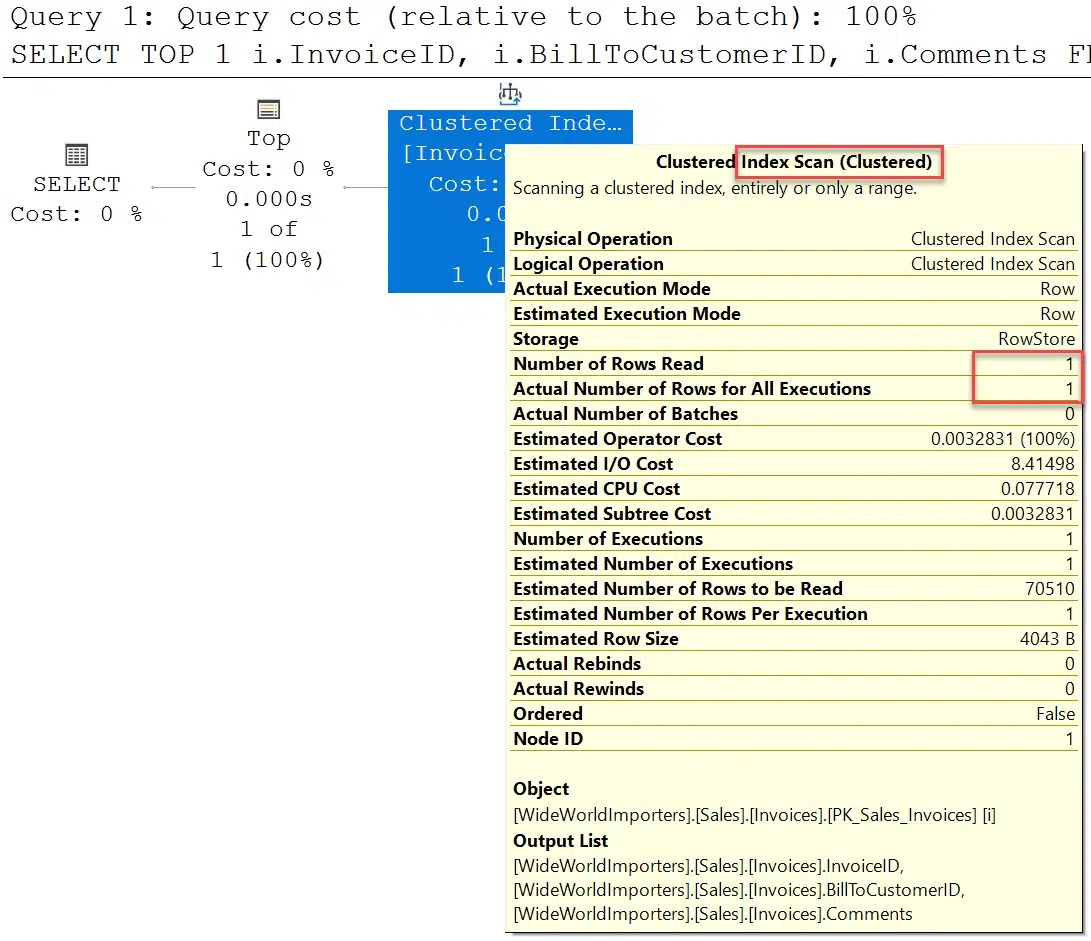 Query 1: Query cost (relative to the batch): 100%
SELECT TOP 1 i.InvoiceID, i.BillToCustomerID, i.Comments
SELECT
Cost: 0 %
Top
Cost: 0 %
0.000s
1 of
1 (100%)
Clustered Inde…
[Invoic
Cost:
0.0
1
1 (1
Clustered Index Scan (Clustered)
Scanning a clustered index, entirely or only a range.
Physical Operation Clustered Index Scan
Logical Operation Clustered Index Scan
Actual Execution Mode Row
Estimated Execution Mode Row
Storage RowStore
Number of Rows Read 1
Actual Number of Rows for All Executions 1
Actual Number of Batches 0
Estimated Operator Cost 0.0032831 (100%)
Estimated I/O Cost 8.41498
Estimated CPU Cost 0.077718
Estimated Subtree Cost 0.0032831
Number of Executions 1
Estimated Number of Executions 1
Estimated Number of Rows to be Read 70510
Estimated Number of Rows Per Execution 1
Estimated Row Size 4043 B
Actual Rebinds 0
Actual Rewinds 0
Ordered False
Node ID 1
Object
[WideWorldImporters].[Sales].[Invoices].[PK_Sales_Invoices] [i]
Output List
[WideWorldImporters].[Sales].[Invoices].InvoiceID,
[WideWorldImporters].[Sales].[Invoices].BillToCustomerID,
[WideWorldImporters].[Sales].[Invoices].Comments